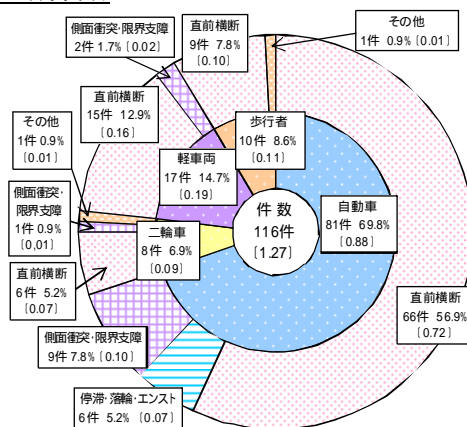 側面衝突・限界支障
2件 1.7% [0.02]
直前横断
9件 7.8%
[0.10]
その他
1件 0.9% [0.01]
直前横断
15件 12.9%
[0.16]
歩行者
10件 8.6%
[0.11]
その他
1件 0.9%
[0.01]
軽車両
17件 14.7%
[0.19]
側面衝突・
限界支障
1件 0.9%
[0,01]
二輪車
8件 6.9%
[0.09]
件数
116件
[1.27]
自動車
81件 69.8%
[0.88]
直前横断
6件 5.2%
[0.07]
直前横断
66件 56.9%
[0.72]
側面衝突・限界支障
9件 7.8% [0.10]
停滞・落輪・エンスト
6件 5.2% [0.07]